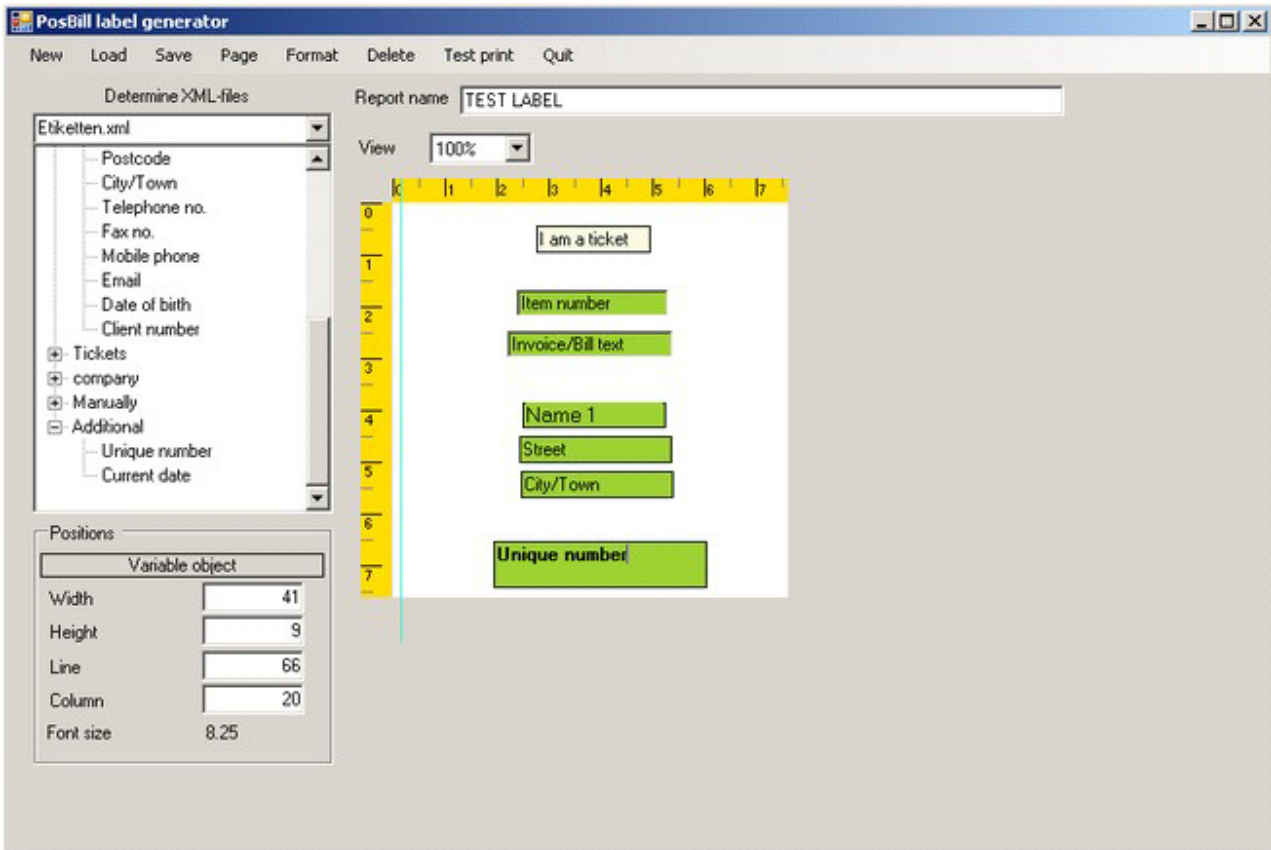 PosBill label generator
New Load Save Page Format Delete Test print Quit
Determine XML-files
Report name TEST LABEL
Etiketten.xml
View 100%
Postcode
City/Town
Telephone no.
Fax no.
Mobile phone
Email
Date of birth
Client number
Tickets
company
Manually
Additional
Unique number
Current date
0 1 2 3 4 5 6 7
0
1
2
3
4
5
6
7
I am a ticket
Item number
Invoice/Bill text
Name 1
Street
City/Town
Unique number
Positions
Variable object
Width 41
Height 9
Line 66
Column 20
Font size 8.25